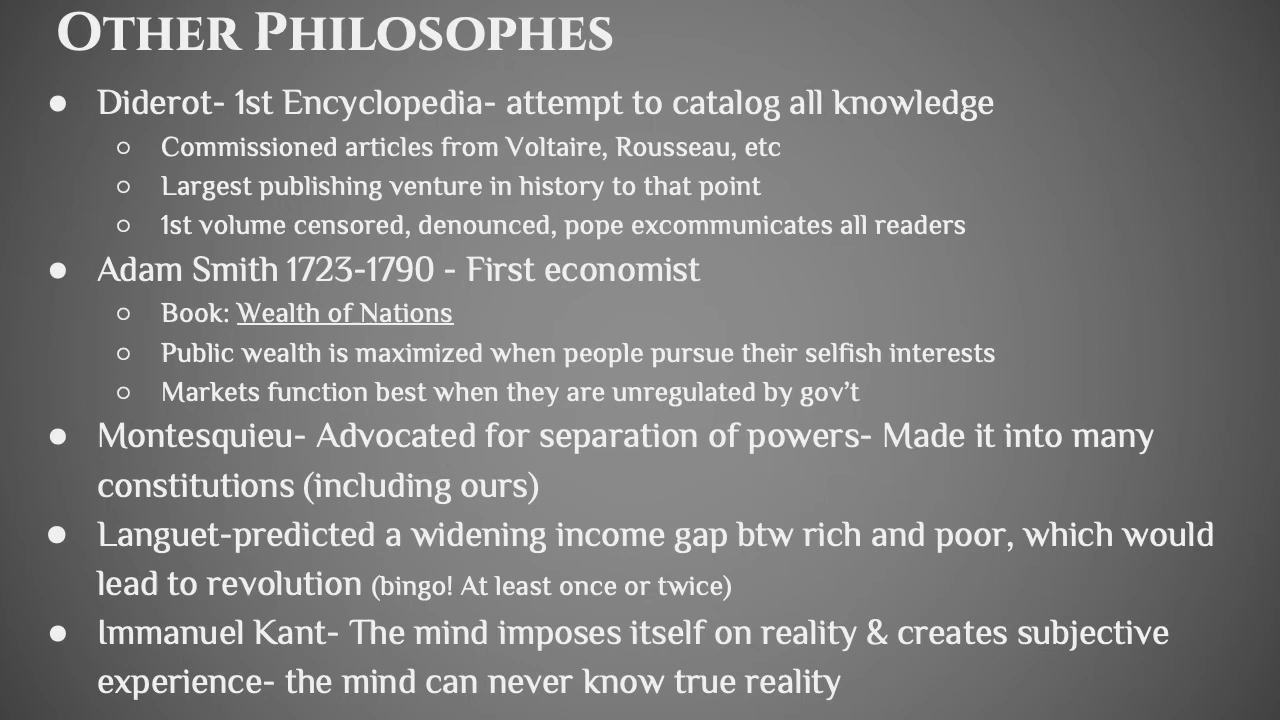 Other Philosophes
● Diderot- 1st Encyclopedia- attempt to catalog all knowledge
○ Commissioned articles from Voltaire, Rousseau, etc
○ Largest publishing venture in history to that point
○ 1st volume censored, denounced, pope excommunicates all readers
● Adam Smith 1723-1790 - First economist
○ Book: Wealth of Nations
○ Public wealth is maximized when people pursue their selfish interests
○ Markets function best when they are unregulated by gov’t
● Montesquieu- Advocated for separation of powers- Made it into many
constitutions (including ours)
● Languet-predicted a widening income gap btw rich and poor, which would
lead to revolution (bingo! At least once or twice)
● Immanuel Kant- The mind imposes itself on reality & creates subjective
experience- the mind can never know true reality